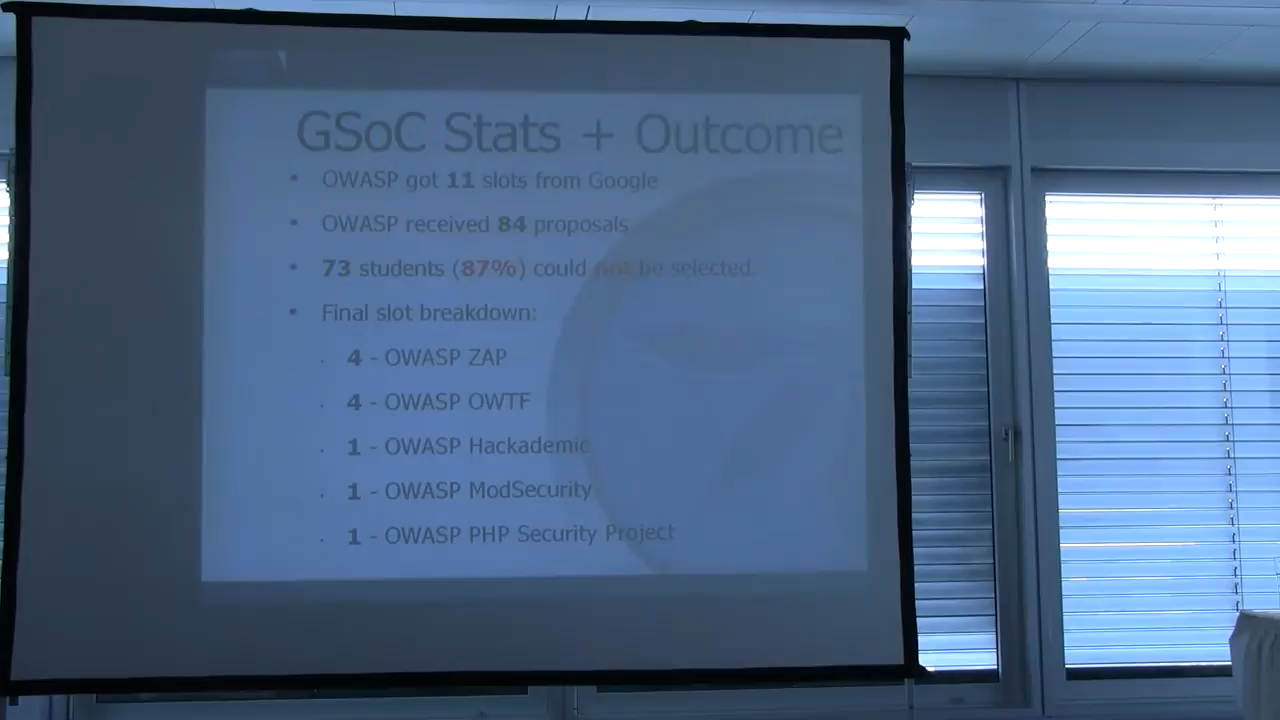 GSoC Stats + Outcome
• OWASP got 11 slots from Google
• OWASP received 84 proposals
• 73 students (87%) could not be selected
• Final slot breakdown:
. 4 - OWASP ZAP
. 4 - OWASP OWTF
. 1 - OWASP Hackademic
. 1 - OWASP ModSecurity
. 1 - OWASP PHP Security Project